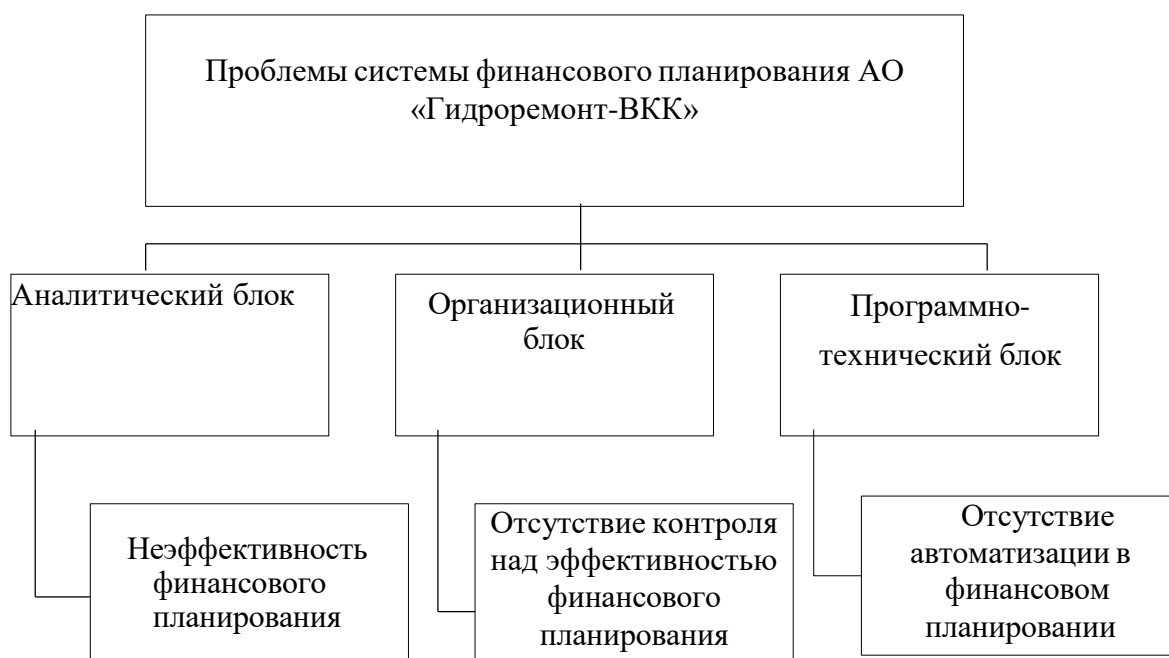 Проблемы системы финансового планирования АО
«Гидроремонт-ВКК»
Аналитический блок
Организационный
блок
Программно-
технический блок
Неэффективность
финансового
планирования
Отсутствие контроля
над эффективностью
финансового
планирования
Отсутствие
автоматизации в
финансовом
планировании